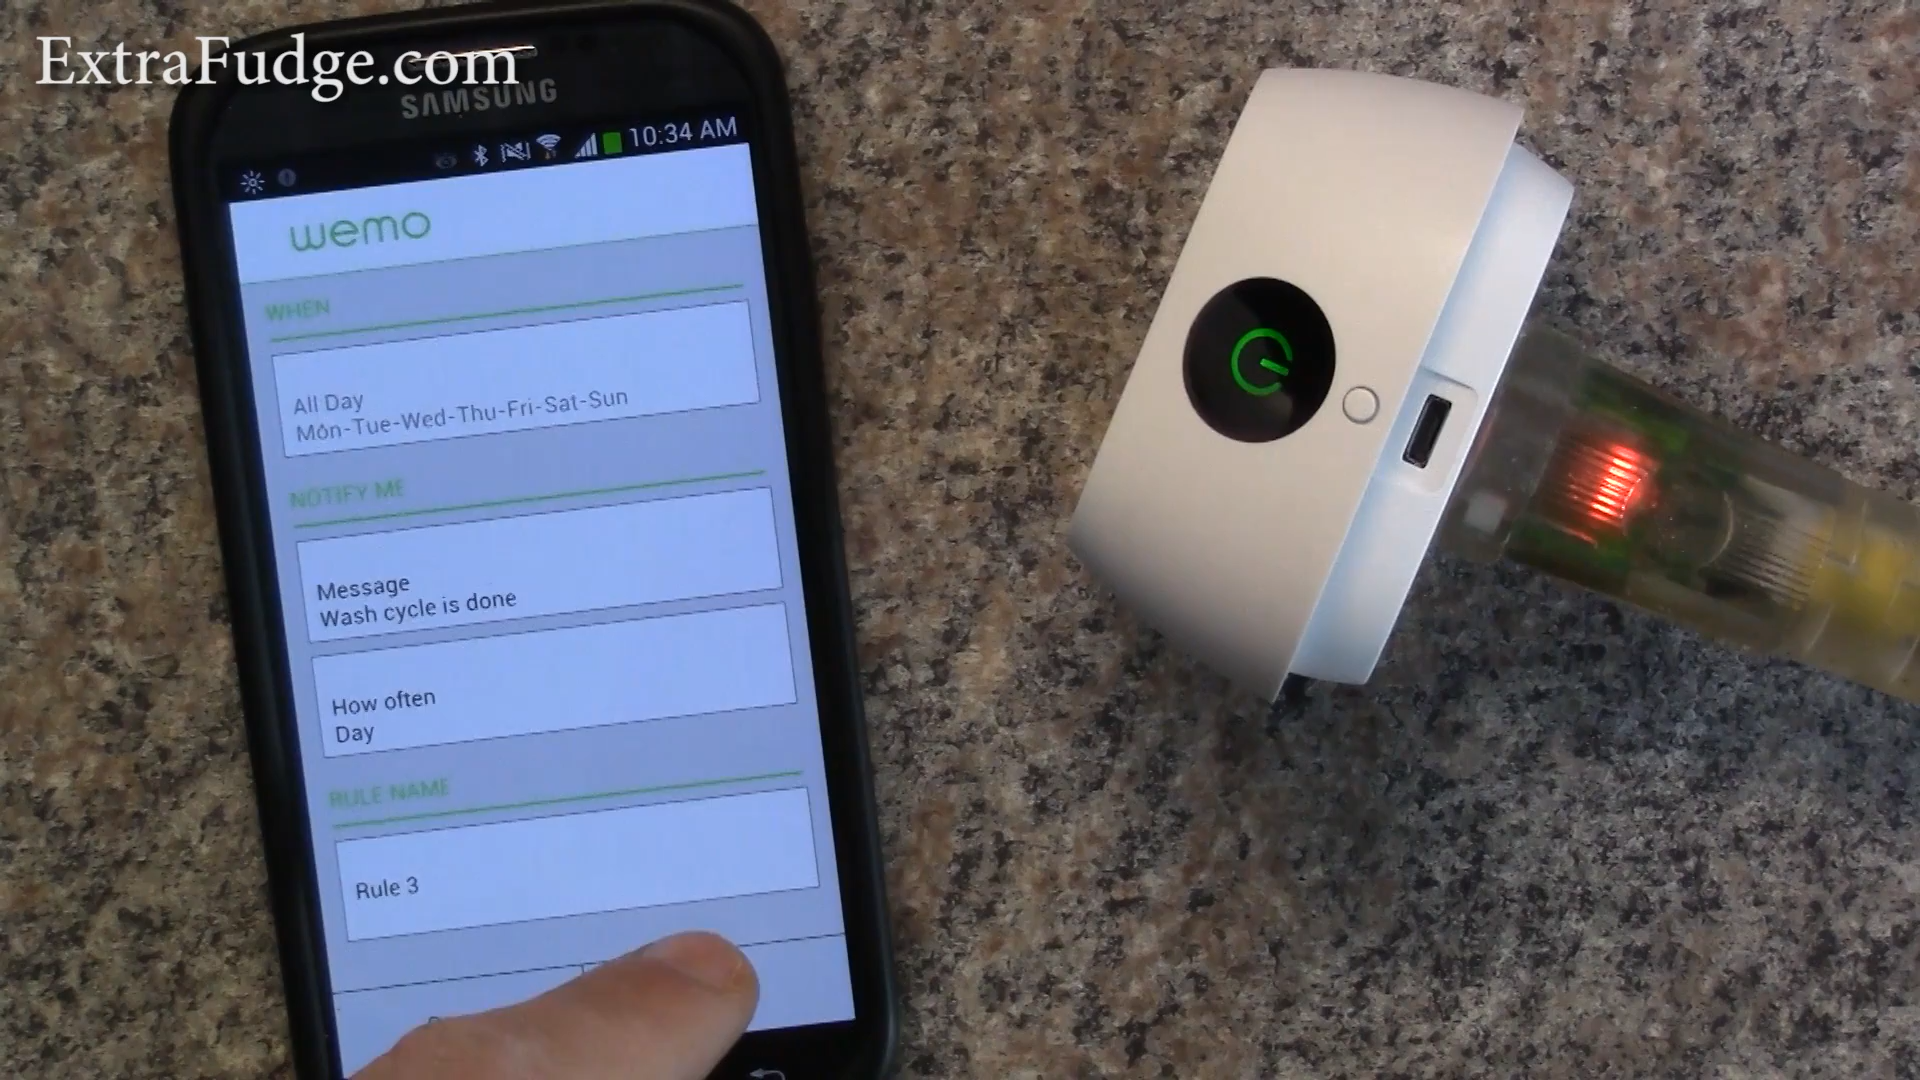 ExtraFudge.com
SAMSUNG
10:34 AM
wemo
WHEN
All Day
Mon-Tue-Wed-Thu-Fri-Sat-Sun
NOTIFY ME
Message
Wash cycle is done
How often
Day
RULE NAME
Rule 3